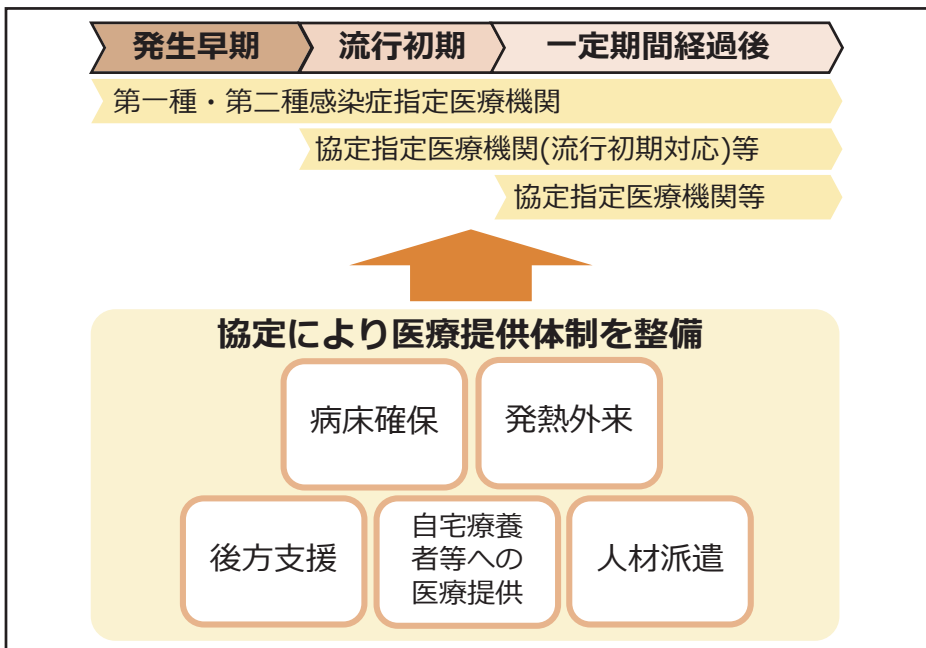 発生早期
流行初期
一定期間経過後
第一種・第二種感染症指定医療機関
協定指定医療機関(流行初期対応)等
協定指定医療機関等
協定により医療提供体制を整備
病床確保
発熱外来
後方支援
自宅療養
者等への
医療提供
人材派遣